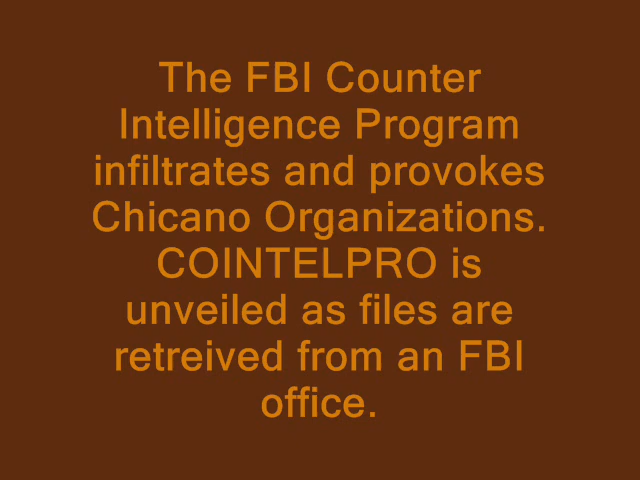 The FBI Counter
Intelligence Program
infiltrates and provokes
Chicano Organizations.
COINTELPRO is
unveiled as files are
retreived from an FBI
office.